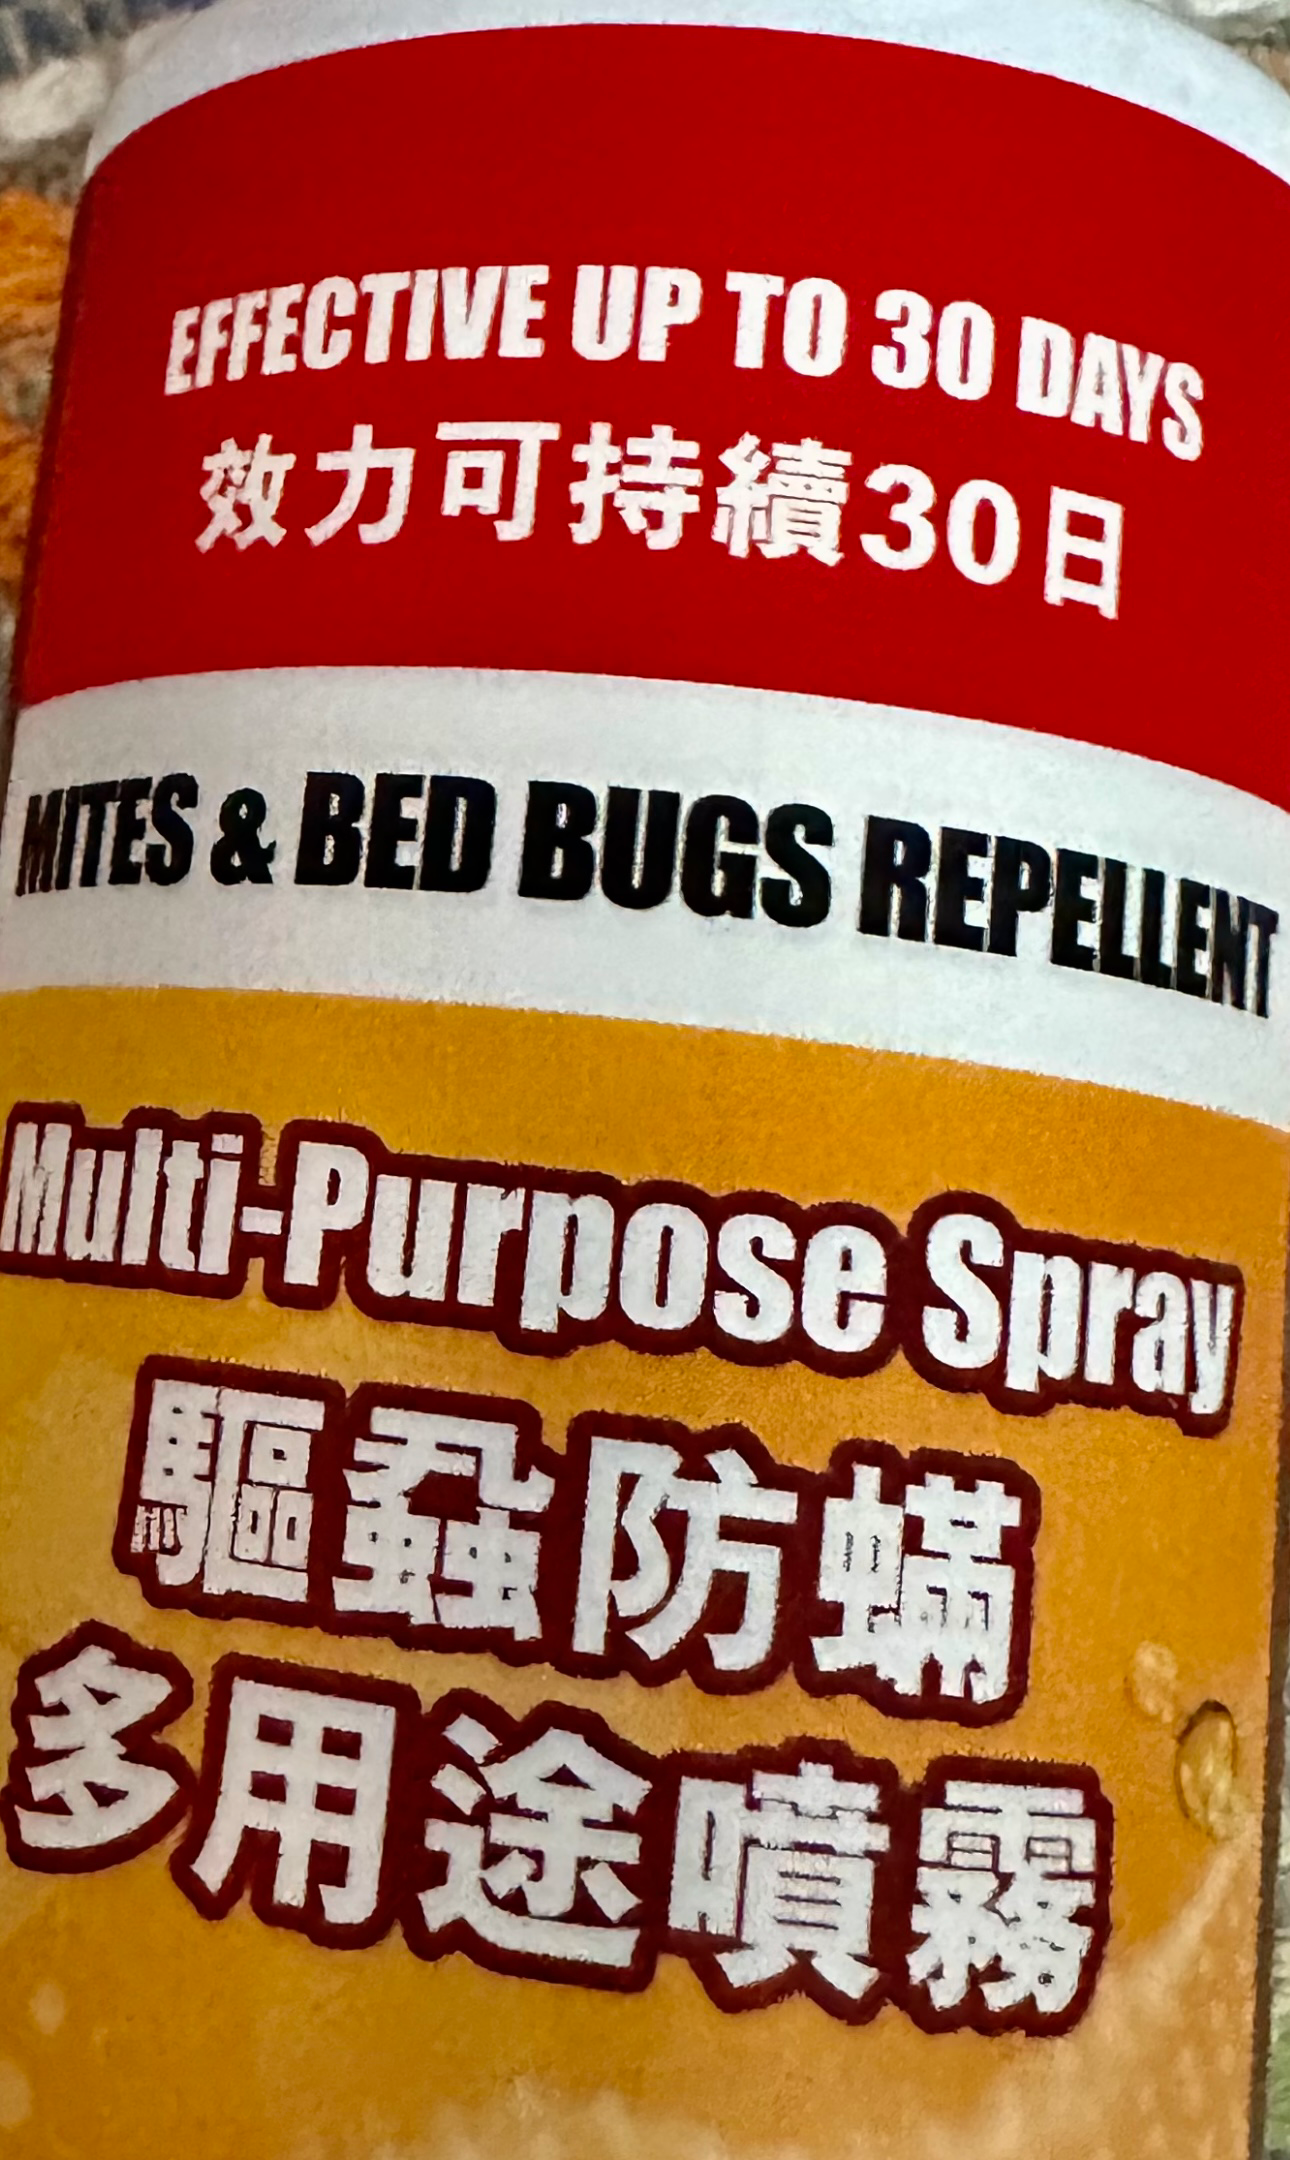 EFFECTIVE UP TO 30 DAYS
效力可持續30日
MITES & BED BUGS REPELLENT
Multi-Purpose Spray
驅蝨防蟎
多用途噴霧